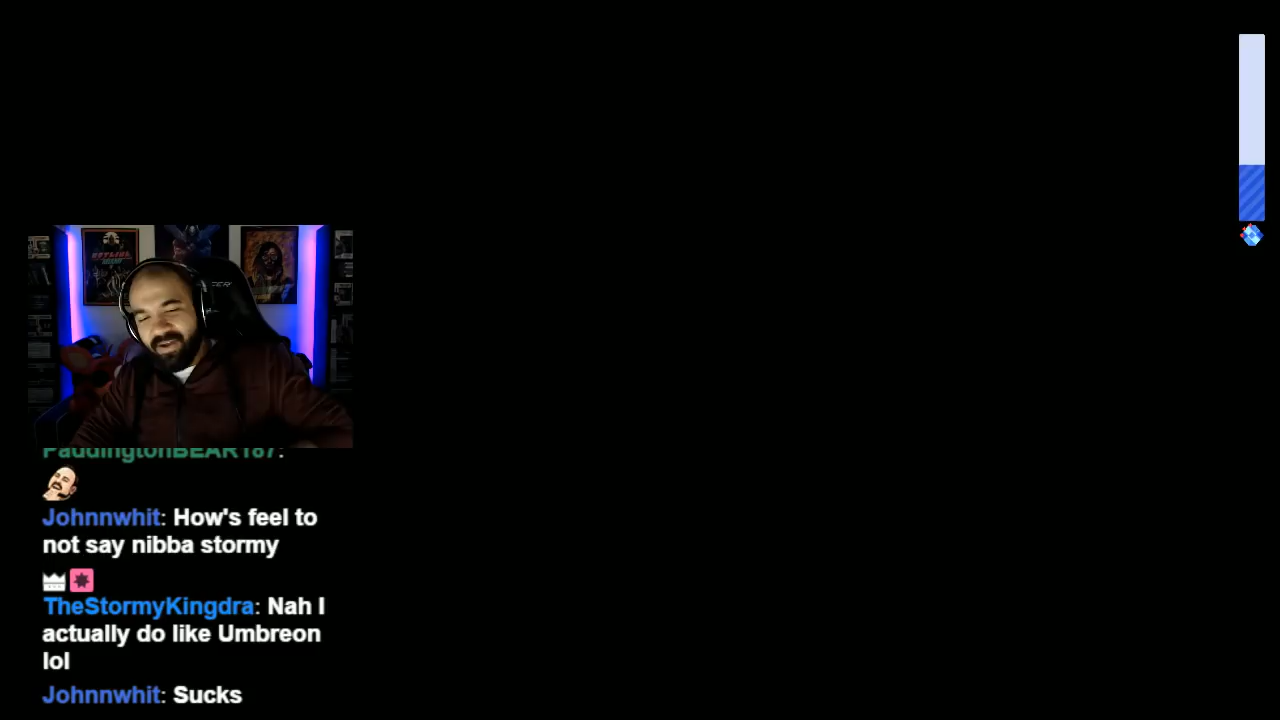 PaddingtonBEAR187:
Johnnwhit: How's feel to
not say nibba stormy
TheStormyKingdra: Nah I
actually do like Umbreon
lol
Johnnwhit: Sucks